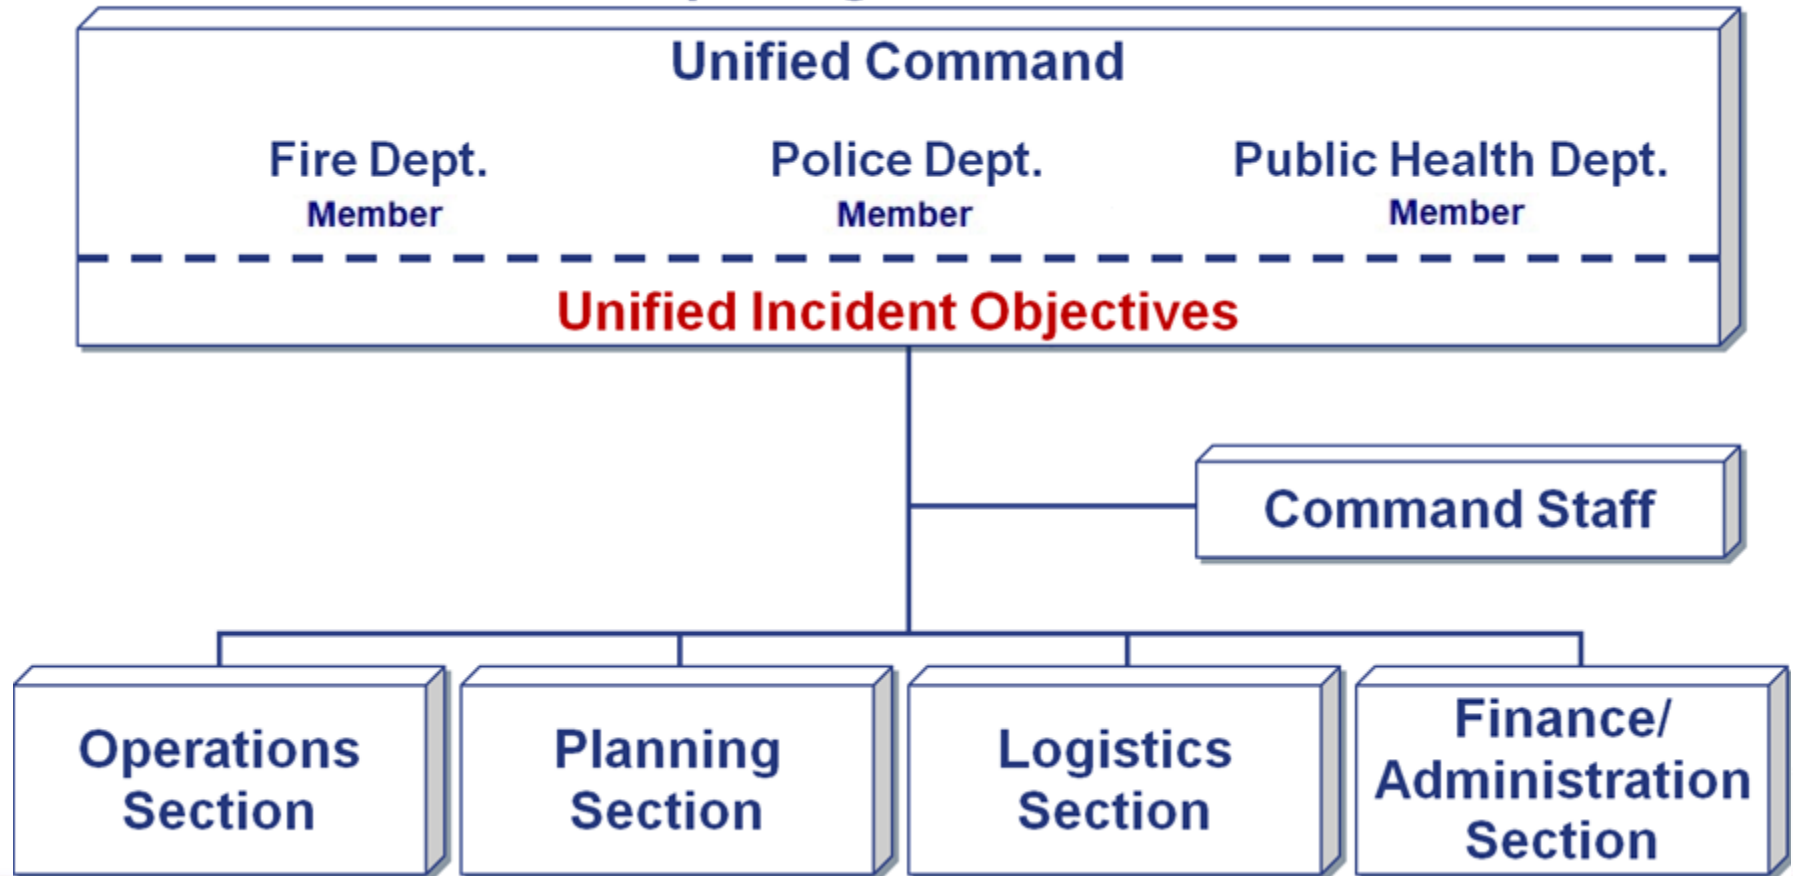 Unified Command
Fire Dept. Police Dept. Public Health Dept.
Member Member Member
Unified Incident Objectives
Command Staff
Operations
Section
Planning
Section
Logistics
Section
Finance/
Administration
Section